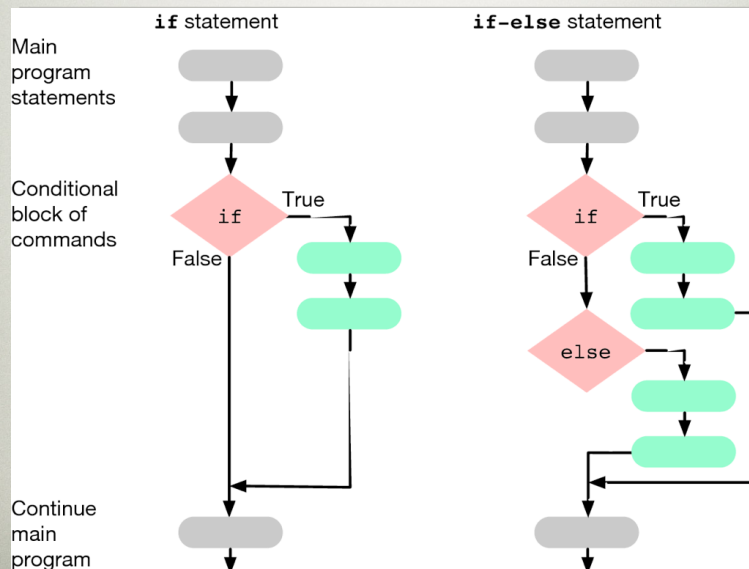 if statement
if-else statement
Main
program
statements
Conditional
block of
commands
if
True
False
if
True
False
else
Continue
main
program